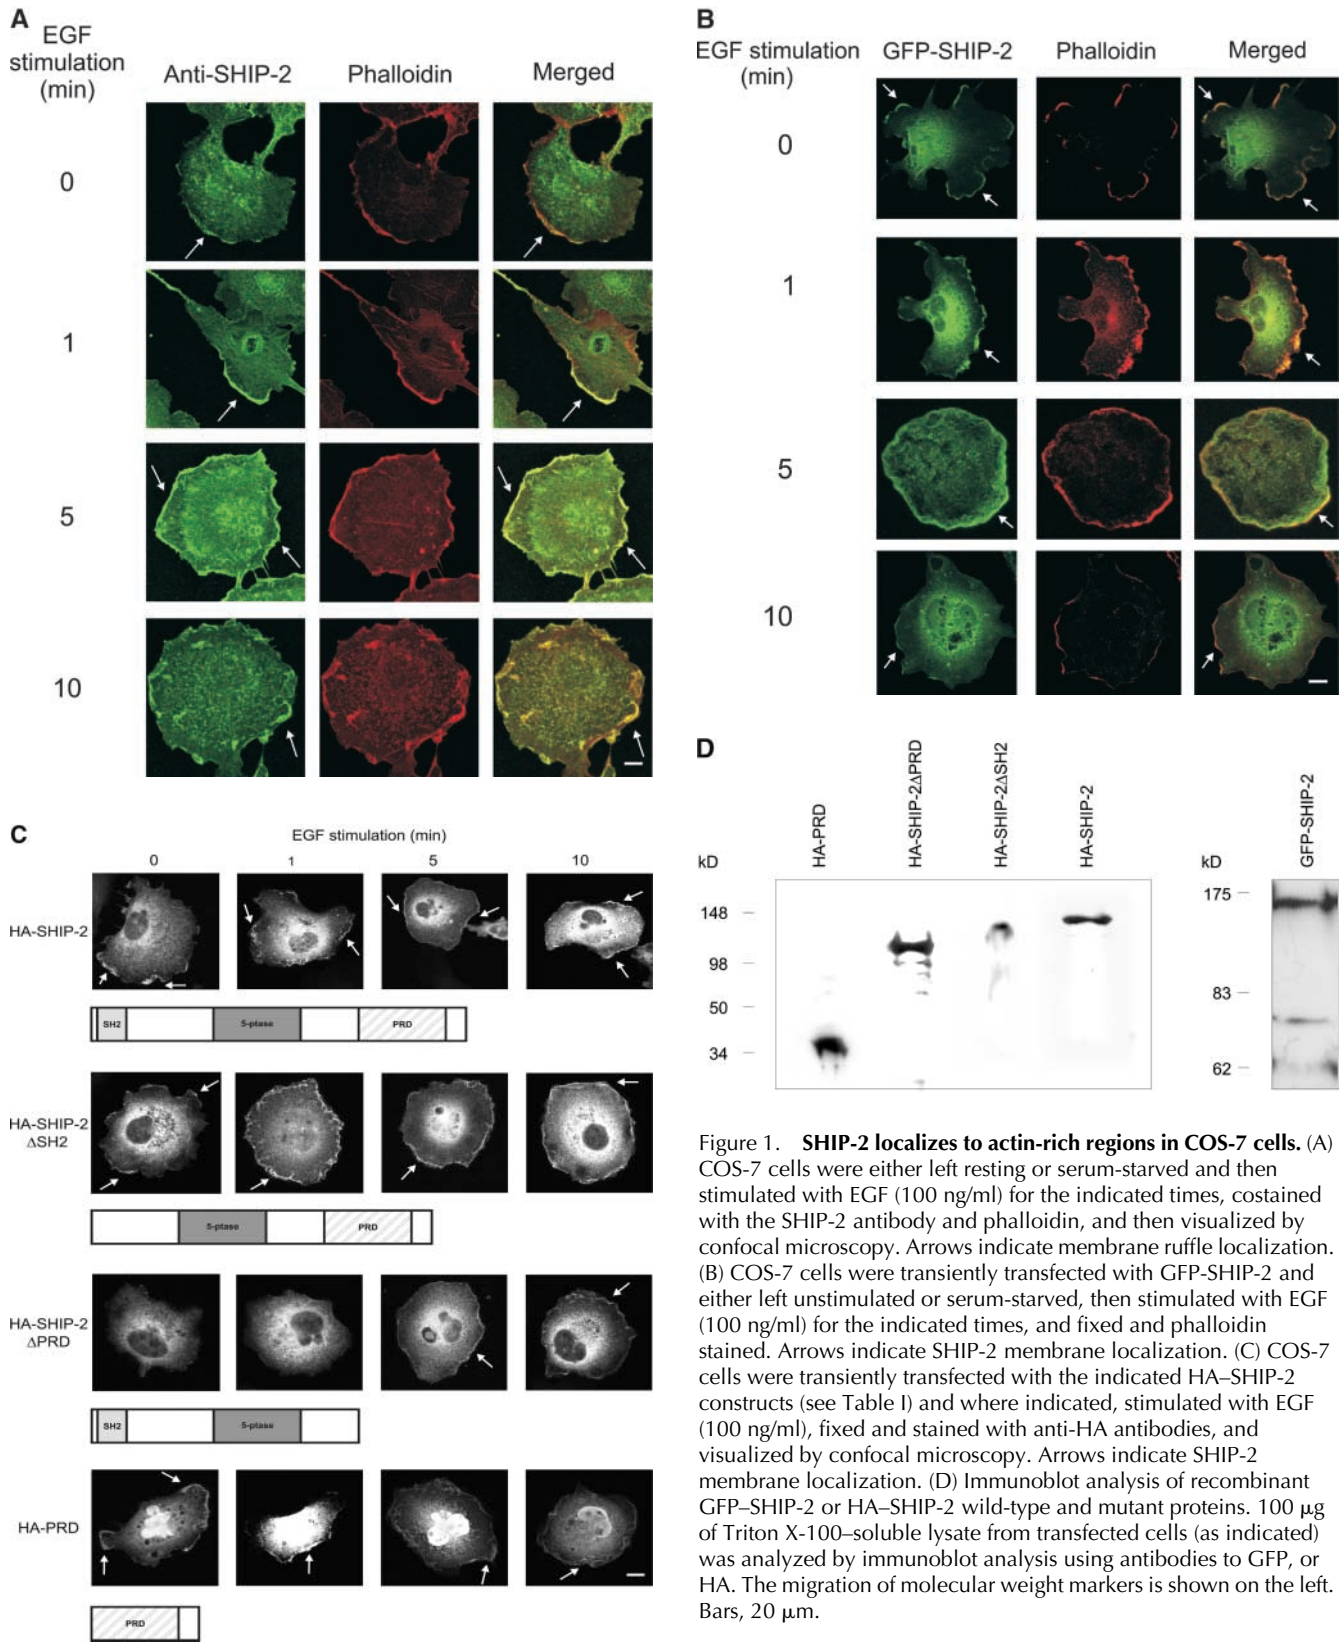 A
EGF
stimulation
(min)
Anti-SHIP-2 Phalloidin Merged
0
1
5
10
B
EGF stimulation
(min)
GFP-SHIP-2 Phalloidin Merged
0
1
5
10
C
EGF stimulation (min)
0 1 5 10
HA-SHIP-2
SH2 5-ptase PRD
HA-SHIP-2
ΔSH2
5-ptase PRD
HA-SHIP-2
ΔPRD
SH2 5-ptase
HA-PRD
PRD
D
HA-PRD
HA-SHIP-2ΔPRD
HA-SHIP-2ΔSH2
HA-SHIP-2
GFP-SHIP-2
kD
148
98
50
34
kD
175
83
62
Figure 1. SHIP-2 localizes to actin-rich regions in COS-7 cells. (A)
COS-7 cells were either left resting or serum-starved and then
stimulated with EGF (100 ng/ml) for the indicated times, costained
with the SHIP-2 antibody and phalloidin, and then visualized by
confocal microscopy. Arrows indicate membrane ruffle localization.
(B) COS-7 cells were transiently transfected with GFP-SHIP-2 and
either left unstimulated or serum-starved, then stimulated with EGF
(100 ng/ml) for the indicated times, and fixed and phalloidin
stained. Arrows indicate SHIP-2 membrane localization. (C) COS-7
cells were transiently transfected with the indicated HA–SHIP-2
constructs (see Table I) and where indicated, stimulated with EGF
(100 ng/ml), fixed and stained with anti-HA antibodies, and
visualized by confocal microscopy. Arrows indicate SHIP-2
membrane localization. (D) Immunoblot analysis of recombinant
GFP–SHIP-2 or HA–SHIP-2 wild-type and mutant proteins. 100 μg
of Triton X-100–soluble lysate from transfected cells (as indicated)
was analyzed by immunoblot analysis using antibodies to GFP, or
HA. The migration of molecular weight markers is shown on the left.
Bars, 20 μm.